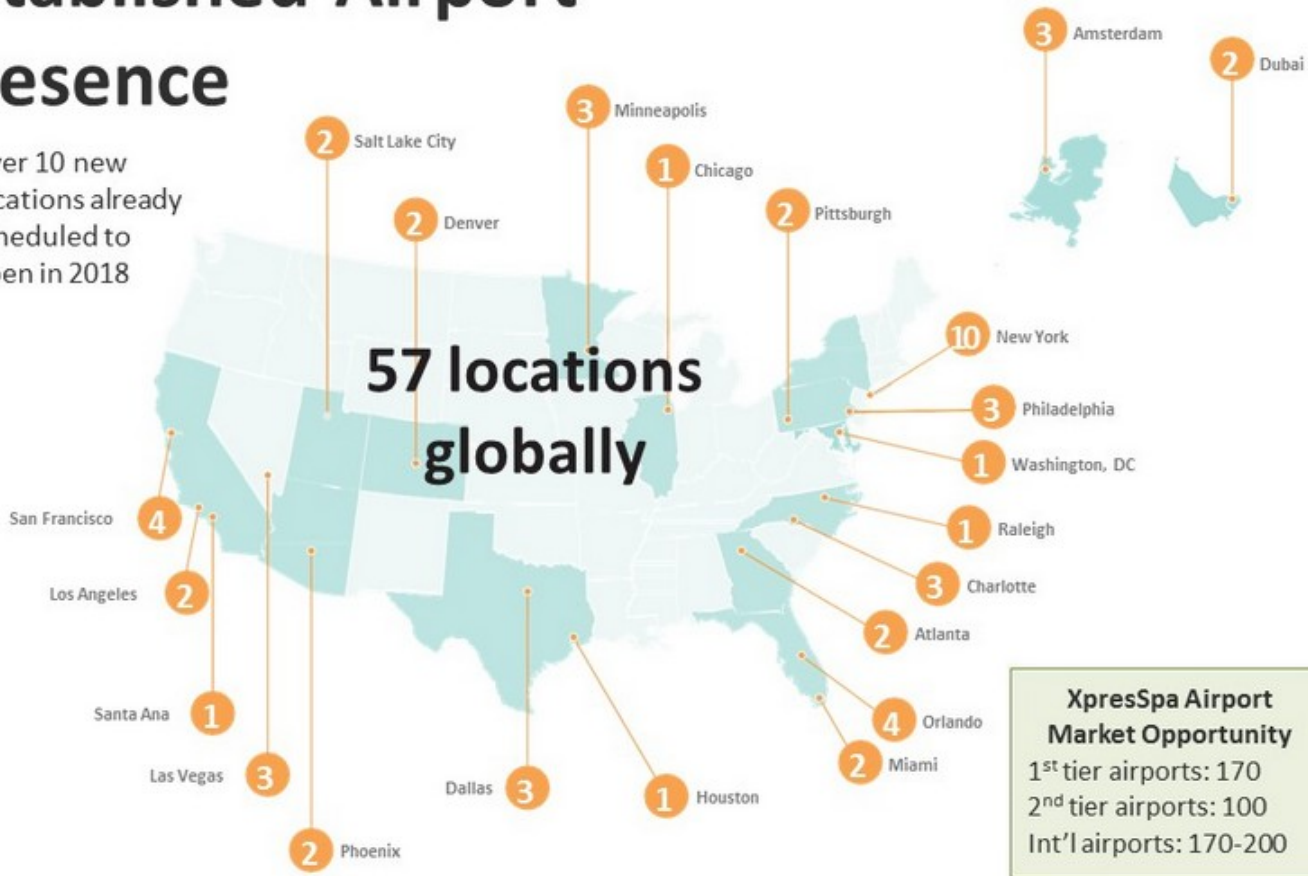 tablished Airport
esence
er 10 new
cations already
heduled to
en in 2018
57 locations
globally
3 Amsterdam
2 Dubai
3 Minneapolis
2 Salt Lake City
1 Chicago
2 Pittsburgh
2 Denver
10 New York
3 Philadelphia
1 Washington, DC
San Francisco 4
1 Raleigh
Los Angeles 2
3 Charlotte
2 Atlanta
Santa Ana 1
4 Orlando
2 Miami
Las Vegas 3
Dallas 3
1 Houston
2 Phoenix
XpresSpa Airport
Market Opportunity
1st tier airports: 170
2nd tier airports: 100
Int'l airports: 170-200